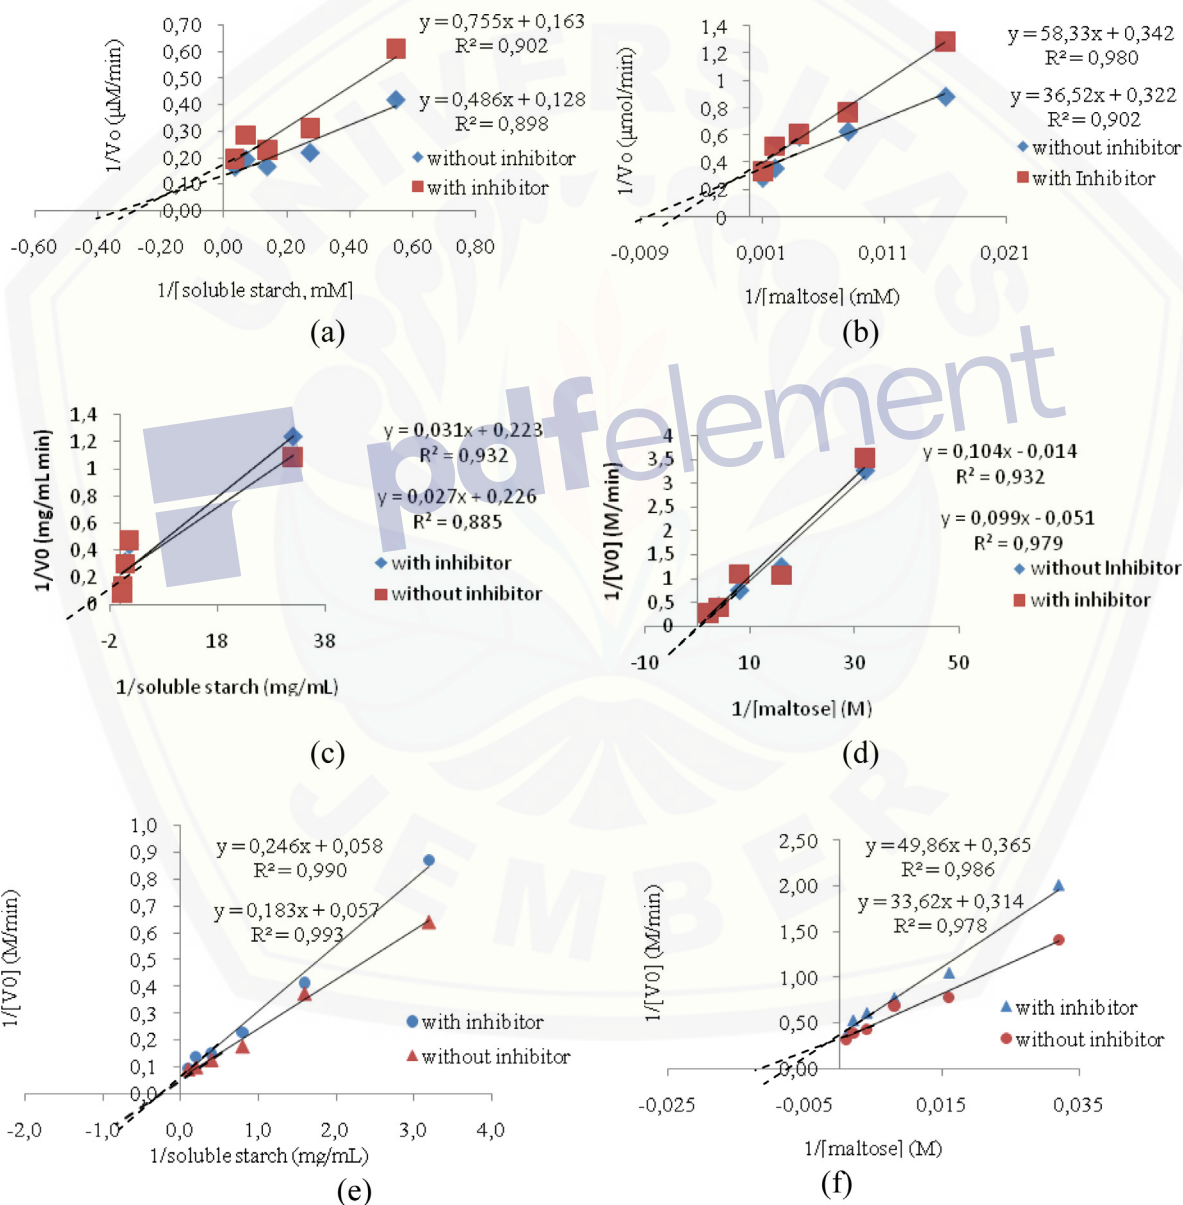 0,70
0,60
0,50
0,40
0,30
0,20
0,10
0,00
1/Vo (μM/min)
y = 0,755x + 0,163
R² = 0,902
y = 0,486x + 0,128
R² = 0,898
without inhibitor
with inhibitor
-0,60 -0,40 -0,20 0,00 0,20 0,40 0,60 0,80
1/[soluble starch, mM]
(a)
1,4
1,2
1
0,8
0,6
0,4
0,2
0
1/Vo (μmol/min)
y = 58,33x + 0,342
R² = 0,980
y = 36,52x + 0,322
R² = 0,902
without inhibitor
with Inhibitor
-0,009 0,001 0,011 0,021
1/[maltose] (mM)
(b)
UNIVERSITAS
JEMBER
pdfelement
1,4
1,2
1
0,8
0,6
0,4
0,2
0
1/V0 (mg/mL min)
y = 0,031x + 0,223
R² = 0,932
y = 0,027x + 0,226
R² = 0,885
with inhibitor
without inhibitor
-2 18 38
1/soluble starch (mg/mL)
(c)
4
3,5
3
2,5
2
1,5
1
0,5
0
1/[V0] (M/min)
y = 0,104x - 0,014
R² = 0,932
y = 0,099x - 0,051
R² = 0,979
without Inhibitor
with inhibitor
-10 10 30 50
1/[maltose] (M)
(d)
1,0
0,9
0,8
0,7
0,6
0,5
0,4
0,3
0,2
0,1
0,0
1/[V0] (M/min)
y = 0,246x + 0,058
R² = 0,990
y = 0,183x + 0,057
R² = 0,993
with inhibitor
without inhibitor
-2,0 -1,0 0,0 1,0 2,0 3,0 4,0
1/soluble starch (mg/mL)
(e)
2,50
2,00
1,50
1,00
0,50
0,00
1/[V0] (M/min)
y = 49,86x + 0,365
R² = 0,986
y = 33,62x + 0,314
R² = 0,978
with inhibitor
without inhibitor
-0,025 -0,005 0,015 0,035
1/[maltose] (M)
(f)